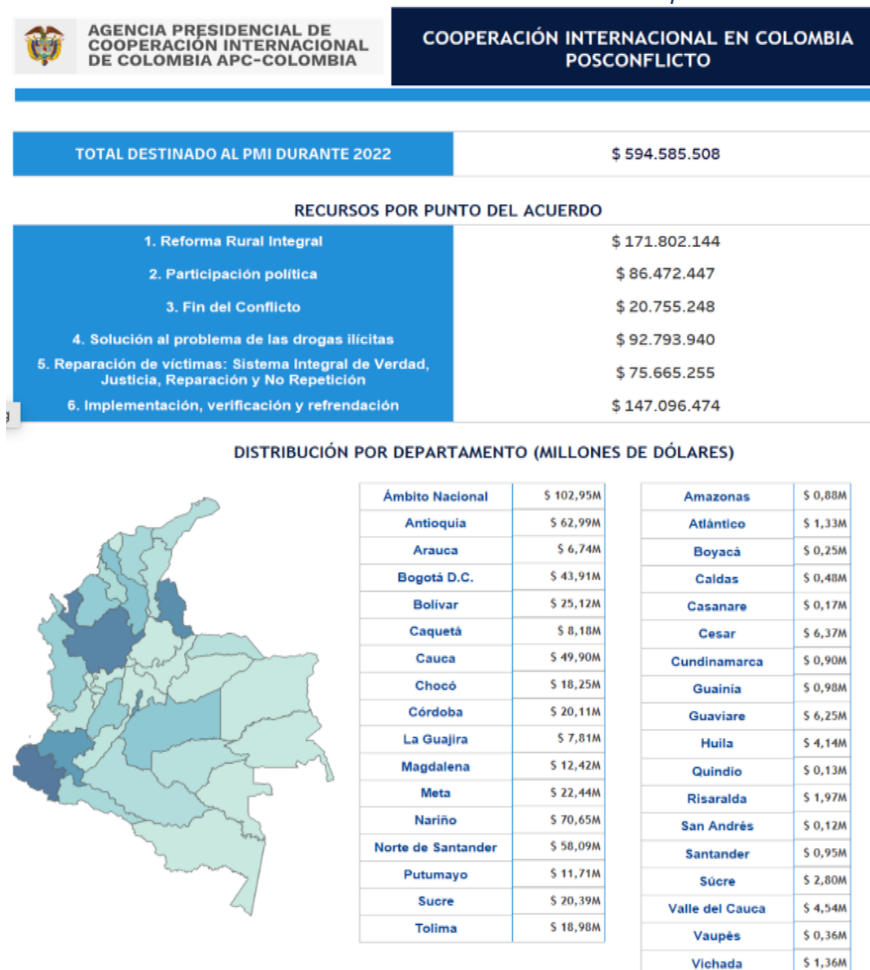 AGENCIA PRESIDENCIAL DE
COOPERACIÓN INTERNACIONAL
DE COLOMBIA APC-COLOMBIA
COOPERACIÓN INTERNACIONAL EN COLOMBIA
POSCONFLICTO
TOTAL DESTINADO AL PMI DURANTE 2022 $ 594.585.508
RECURSOS POR PUNTO DEL ACUERDO
1. Reforma Rural Integral $ 171.802.144
2. Participación política $ 86.472.447
3. Fin del Conflicto $ 20.755.248
4. Solución al problema de las drogas ilícitas $ 92.793.940
5. Reparación de víctimas: Sistema Integral de Verdad,
Justicia, Reparación y No Repetición $ 75.665.255
6. Implementación, verificación y refrendación $ 147.096.474
DISTRIBUCIÓN POR DEPARTAMENTO (MILLONES DE DÓLARES)
Ámbito Nacional $ 102,95M
Antioquia $ 62,99M
Arauca $ 6,74M
Bogotá D.C. $ 43,91M
Bolívar $ 25,12M
Caquetá $ 8,18M
Cauca $ 49,90M
Chocó $ 18,25M
Córdoba $ 20,11M
La Guajira $ 7,81M
Magdalena $ 12,42M
Meta $ 22,44M
Nariño $ 70,65M
Norte de Santander $ 58,09M
Putumayo $ 11,71M
Sucre $ 20,39M
Tolima $ 18,98M
Amazonas $ 0,88M
Atlántico $ 1,33M
Boyacá $ 0,25M
Caldas $ 0,48M
Casanare $ 0,17M
Cesar $ 6,37M
Cundinamarca $ 0,90M
Guainía $ 0,98M
Guaviare $ 6,25M
Huila $ 4,14M
Quindío $ 0,13M
Risaralda $ 1,97M
San Andrés $ 0,12M
Santander $ 0,95M
Súcre $ 2,80M
Valle del Cauca $ 4,54M
Vaupés $ 0,36M
Vichada $ 1,36M